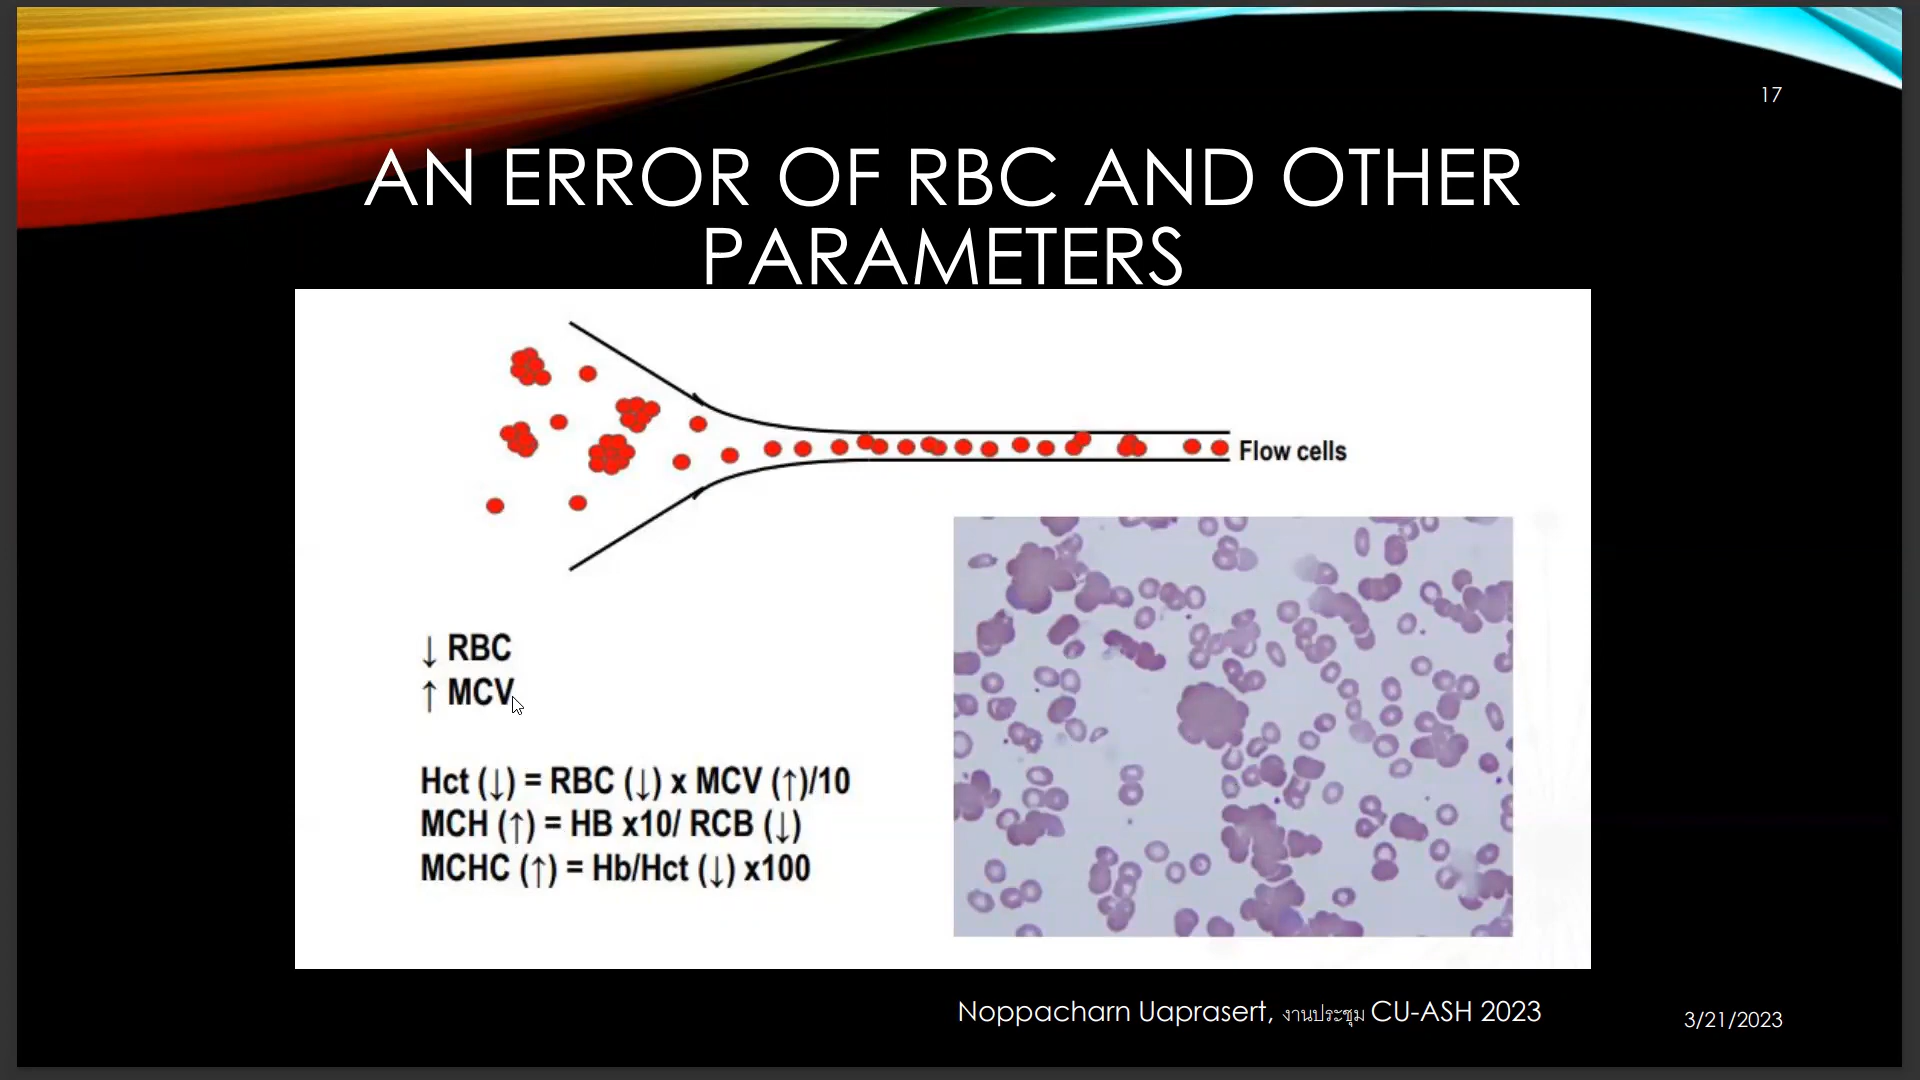 17
AN ERROR OF RBC AND OTHER
PARAMETERS
Flow cells
↓ RBC
↑ MCV
Hct (↓) = RBC (↓) x MCV (↑)/10
MCH (↑) = HB x10/ RCB (↓)
MCHC (↑) = Hb/Hct (↓) x100
Noppacharn Uaprasert, งานประชุม CU-ASH 2023
3/21/2023